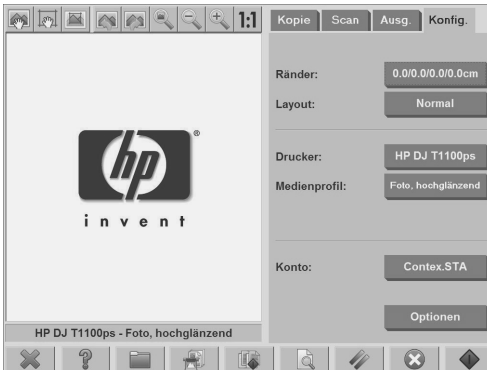 1:1
Kopie Scan Ausg. Konfig.
Ränder: 0.0/0.0/0.0/0.0cm
Layout: Normal
Drucker: HP DJ T1100ps
Medienprofil: Foto, hochglänzend
Konto: Contex.STA
Optionen
hp ®
invent
HP DJ T1100ps - Foto, hochglänzend
?